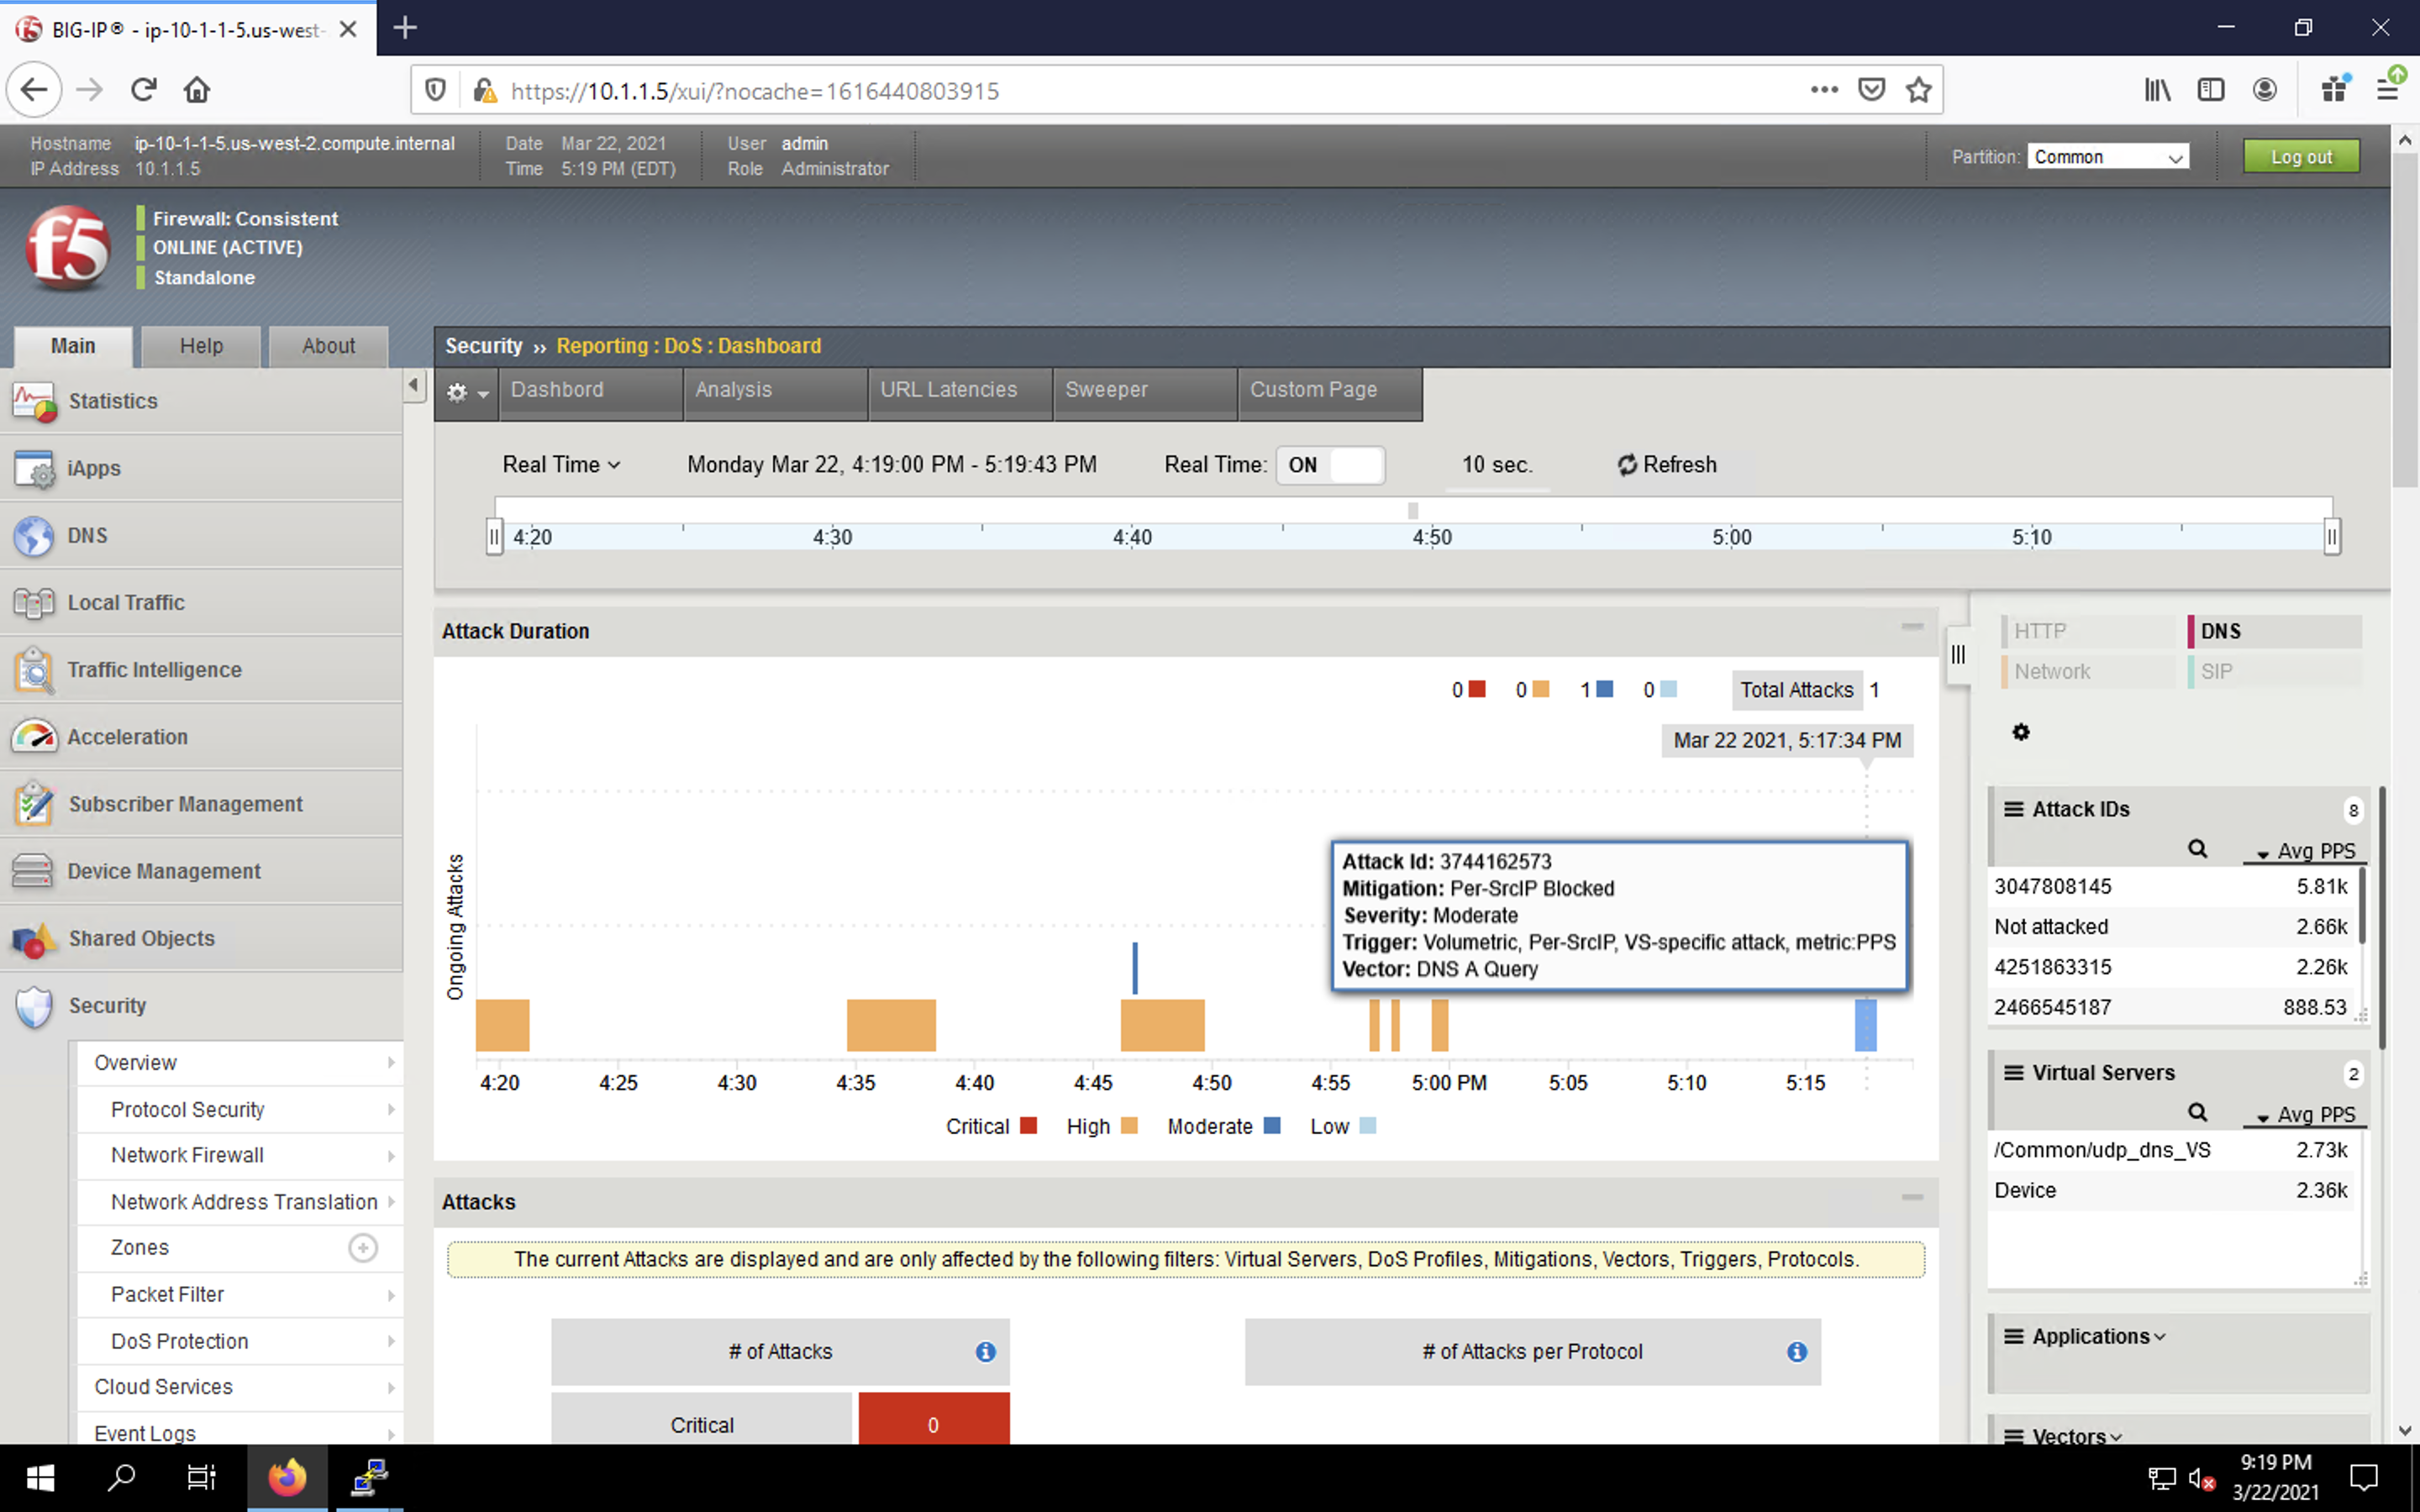 BIG-IP® - ip-10-1-1-5.us-west-
https://10.1.1.5/xui/?nocache=1616440803915
Hostname ip-10-1-1-5.us-west-2.compute.internal Date Mar 22, 2021 User admin
IP Address 10.1.1.5 Time 5:19 PM (EDT) Role Administrator
Partition: Common Log out
f5
Firewall: Consistent
ONLINE (ACTIVE)
Standalone
Main Help About
Security ›› Reporting : DoS : Dashboard
Dashbord Analysis URL Latencies Sweeper Custom Page
Statistics
iApps
DNS
Local Traffic
Traffic Intelligence
Acceleration
Subscriber Management
Device Management
Shared Objects
Security
Overview
Protocol Security
Network Firewall
Network Address Translation
Zones
Packet Filter
DoS Protection
Cloud Services
Event Logs
Real Time Monday Mar 22, 4:19:00 PM - 5:19:43 PM Real Time: ON 10 sec. Refresh
4:20 4:30 4:40 4:50 5:00 5:10
Attack Duration
0 0 1 0 Total Attacks 1
Mar 22 2021, 5:17:34 PM
Attack Id: 3744162573
Mitigation: Per-SrcIP Blocked
Severity: Moderate
Trigger: Volumetric, Per-SrcIP, VS-specific attack, metric:PPS
Vector: DNS A Query
Ongoing Attacks
4:20 4:25 4:30 4:35 4:40 4:45 4:50 4:55 5:00 PM 5:05 5:10 5:15
Critical High Moderate Low
Attacks
The current Attacks are displayed and are only affected by the following filters: Virtual Servers, DoS Profiles, Mitigations, Vectors, Triggers, Protocols.
# of Attacks # of Attacks per Protocol
Critical 0
HTTP DNS
Network SIP
Attack IDs 8
Avg PPS
3047808145 5.81k
Not attacked 2.66k
4251863315 2.26k
2466545187 888.53
Virtual Servers 2
Avg PPS
/Common/udp_dns_VS 2.73k
Device 2.36k
Applications
Vectors
9:19 PM
3/22/2021